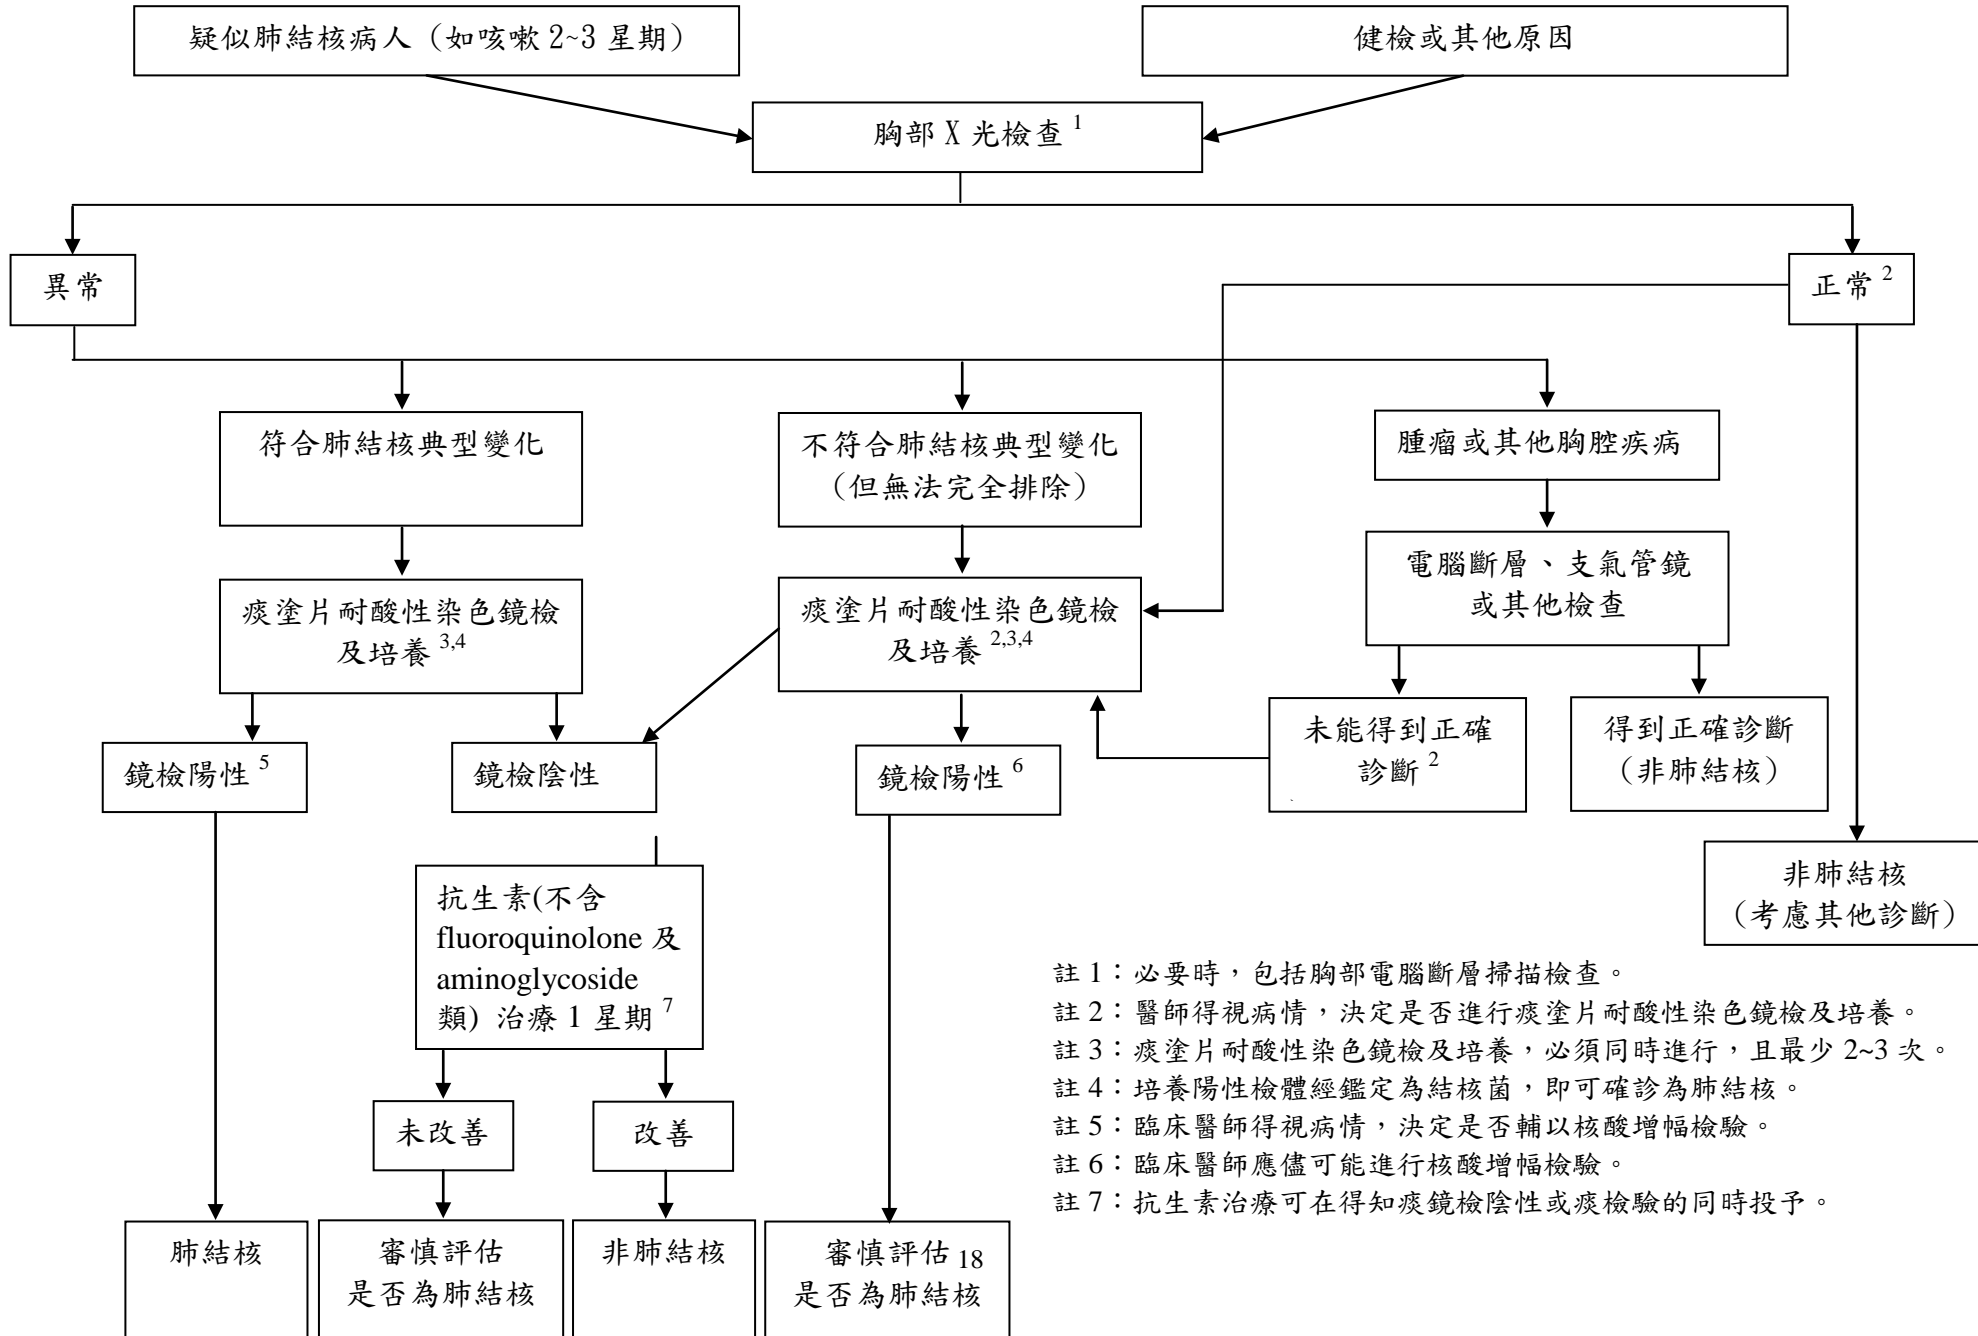 疑似肺結核病人（如咳嗽 2~3 星期）
健檢或其他原因
胸部 X 光檢查 1
異常
正常 2
符合肺結核典型變化
不符合肺結核典型變化
（但無法完全排除）
腫瘤或其他胸腔疾病
電腦斷層、支氣管鏡
或其他檢查
痰塗片耐酸性染色鏡檢
及培養 3,4
痰塗片耐酸性染色鏡檢
及培養 2,3,4
未能得到正確
診斷 2
得到正確診斷
（非肺結核）
鏡檢陽性 5
鏡檢陰性
鏡檢陽性 6
非肺結核
（考慮其他診斷）
抗生素(不含
fluoroquinolone 及
aminoglycoside
類) 治療 1 星期 7
未改善
改善
肺結核
審慎評估
是否為肺結核
非肺結核
審慎評估 18
是否為肺結核
註 1：必要時，包括胸部電腦斷層掃描檢查。
註 2：醫師得視病情，決定是否進行痰塗片耐酸性染色鏡檢及培養。
註 3：痰塗片耐酸性染色鏡檢及培養，必須同時進行，且最少 2~3 次。
註 4：培養陽性檢體經鑑定為結核菌，即可確診為肺結核。
註 5：臨床醫師得視病情，決定是否輔以核酸增幅檢驗。
註 6：臨床醫師應儘可能進行核酸增幅檢驗。
註 7：抗生素治療可在得知痰鏡檢陰性或痰檢驗的同時投予。